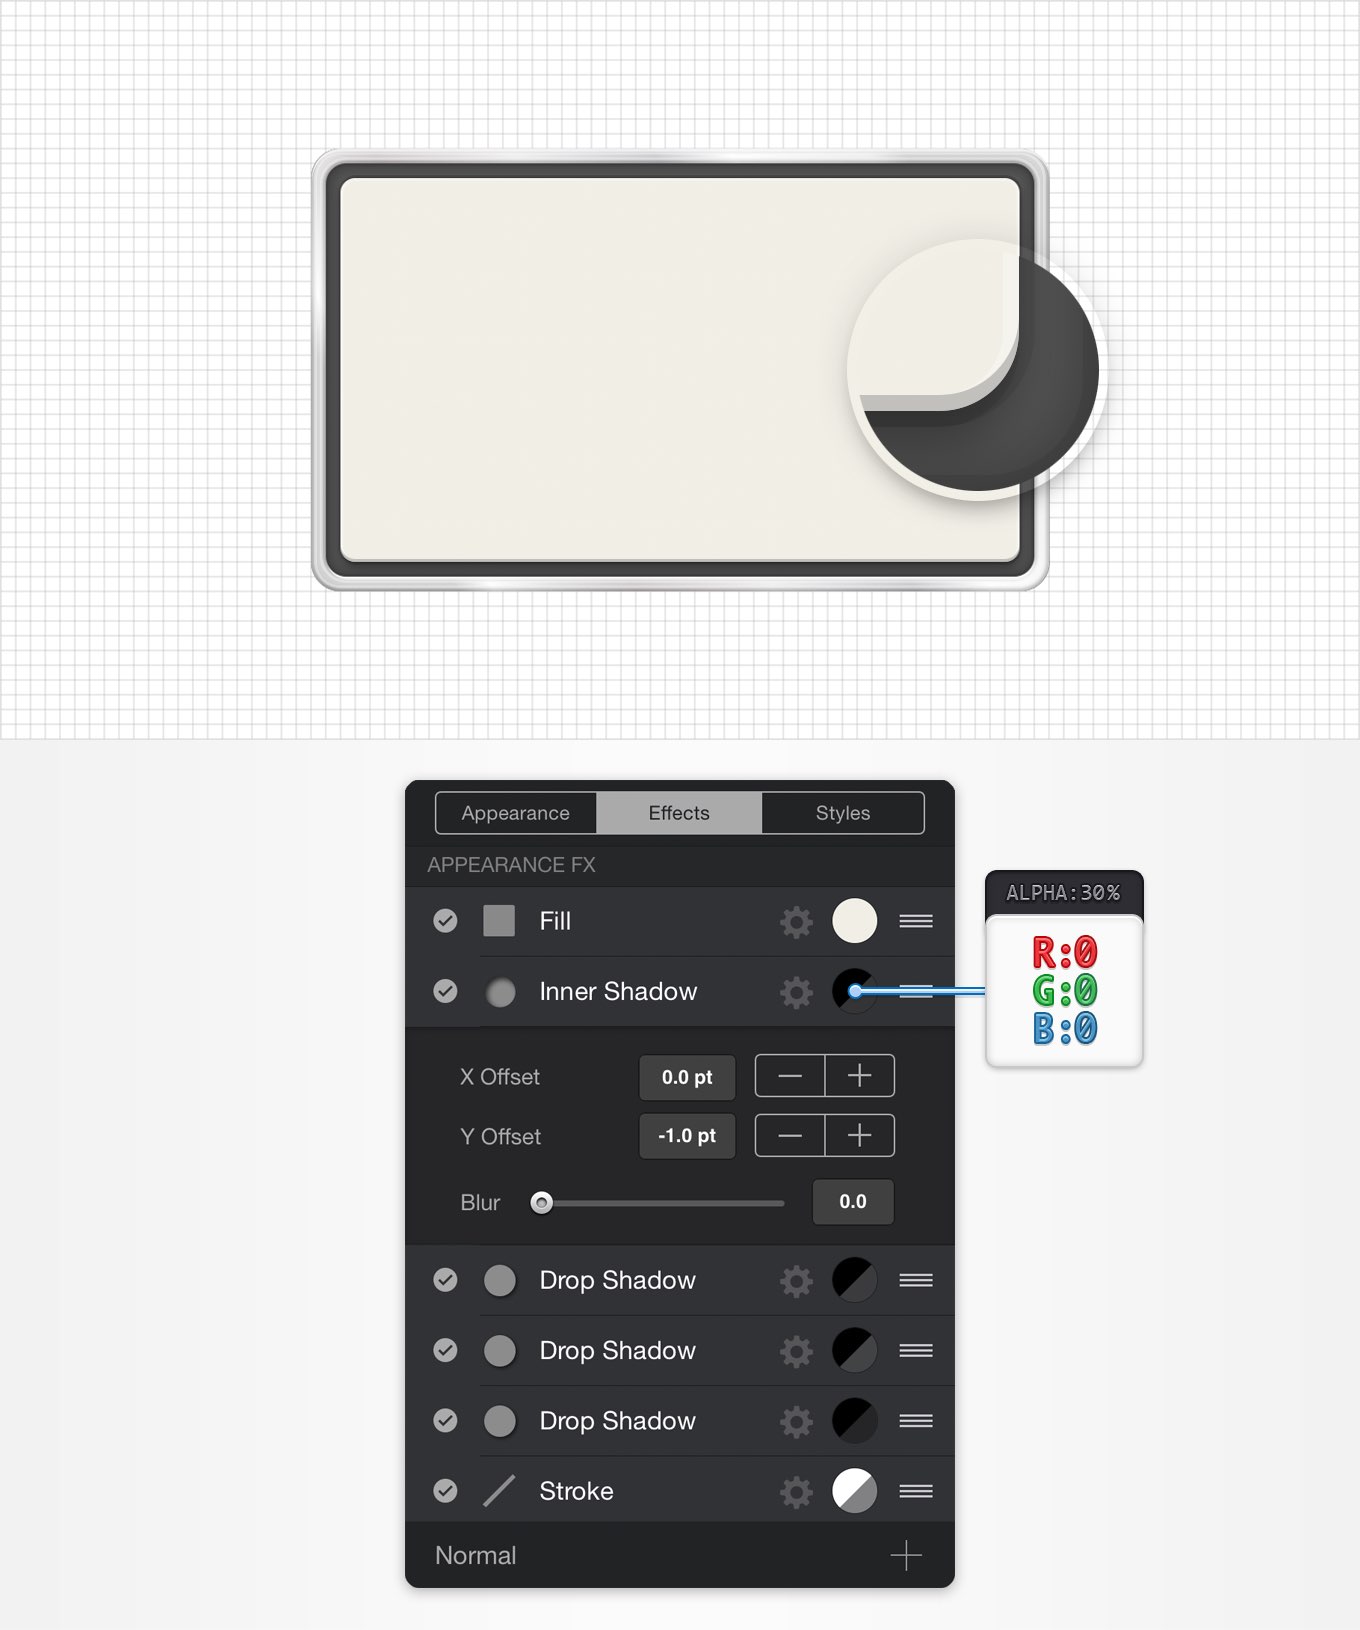 Appearance Effects Styles
APPEARANCE FX
Fill
Inner Shadow
ALPHA:30%
R:0
G:0
B:0
X Offset 0.0 pt
Y Offset -1.0 pt
Blur 0.0
Drop Shadow
Drop Shadow
Drop Shadow
Stroke
Normal